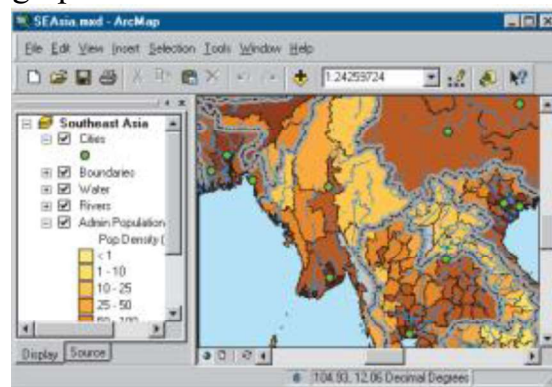 SEAsia.mxd - ArcMap
File Edit View Insert Selection Tools Window Help
1:24259724
Southeast Asia
Cities
Boundaries
Water
Rivers
Admin Population
Pop Density (
< 1
1 - 10
10 - 25
25 - 50
50 - 100
Display Source
104.93, 12.06 Decimal Degrees